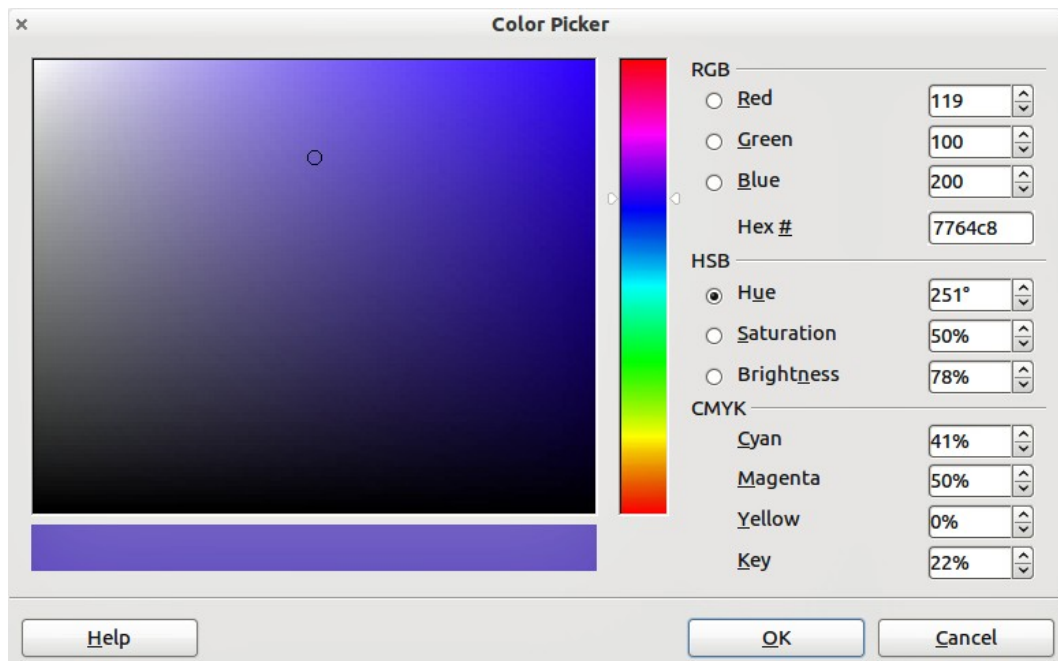 Color Picker
RGB
Red 119
Green 100
Blue 200
Hex # 7764c8
HSB
Hue 251°
Saturation 50%
Brightness 78%
CMYK
Cyan 41%
Magenta 50%
Yellow 0%
Key 22%
Help OK Cancel